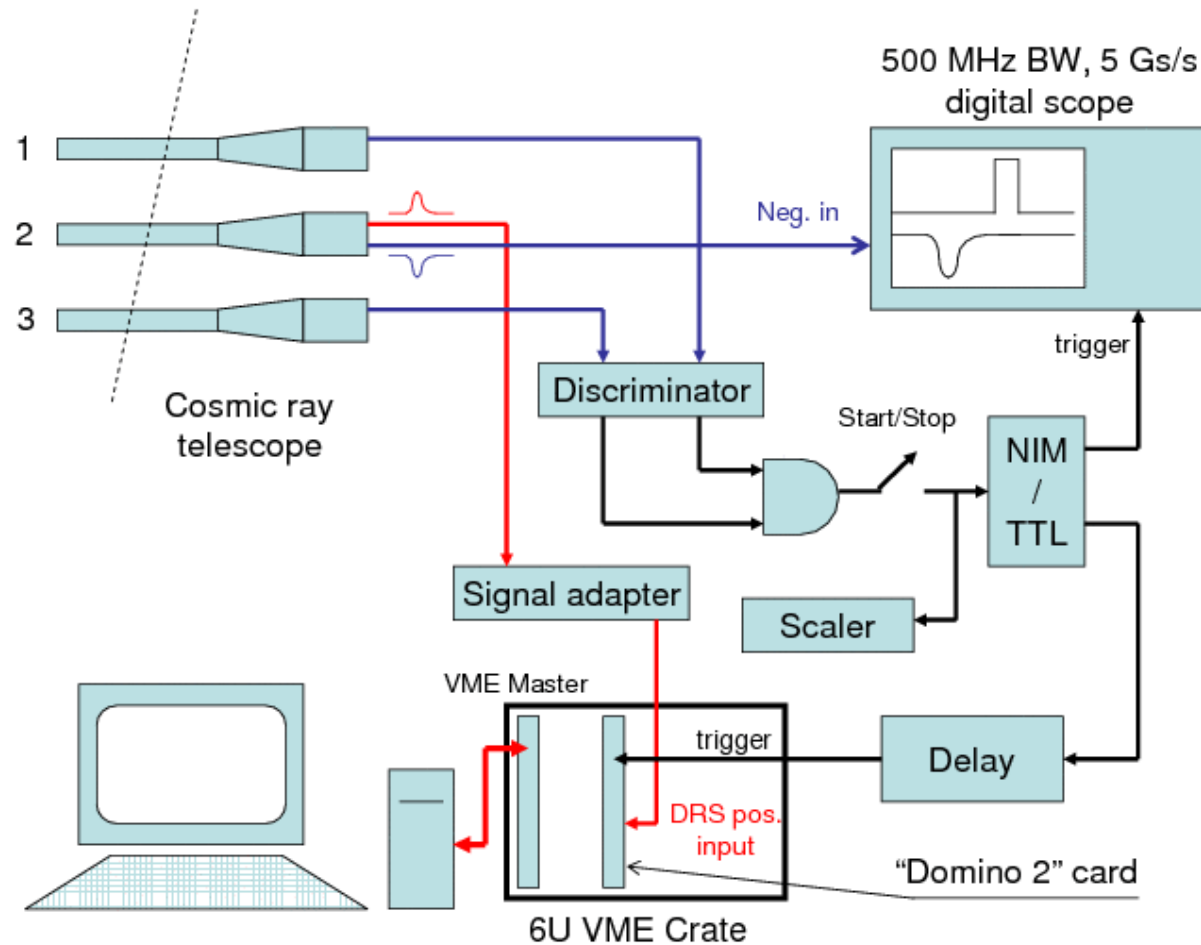 500 MHz BW, 5 Gs/s
digital scope
1
2
Neg. in
3
trigger
Cosmic ray
telescope
Discriminator
Start/Stop
NIM
/
TTL
Signal adapter
Scaler
VME Master
trigger
Delay
DRS pos.
input
“Domino 2” card
6U VME Crate